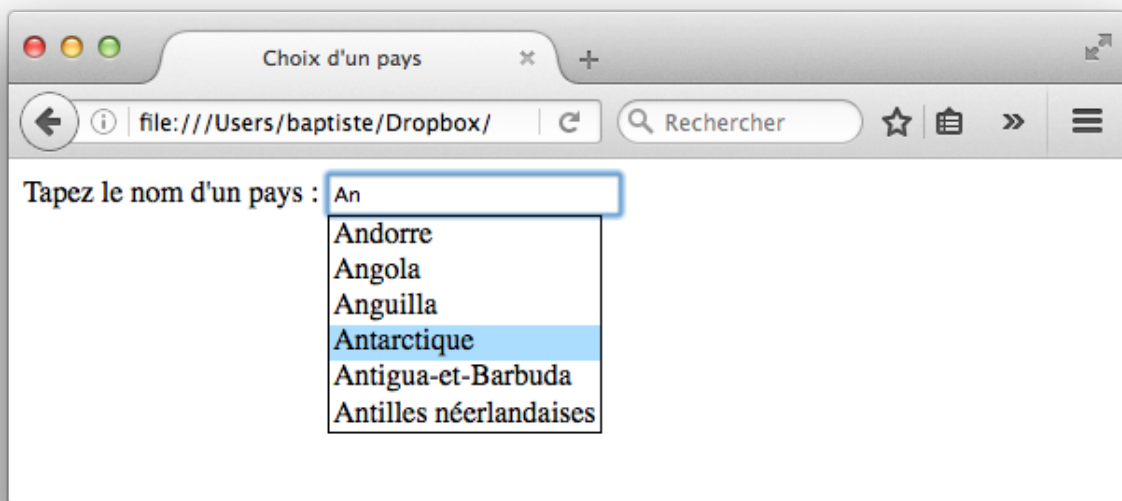 Choix d'un pays
file:///Users/baptiste/Dropbox/ Rechercher
Tapez le nom d'un pays : An
Andorre
Angola
Anguilla
Antarctique
Antigua-et-Barbuda
Antilles néerlandaises